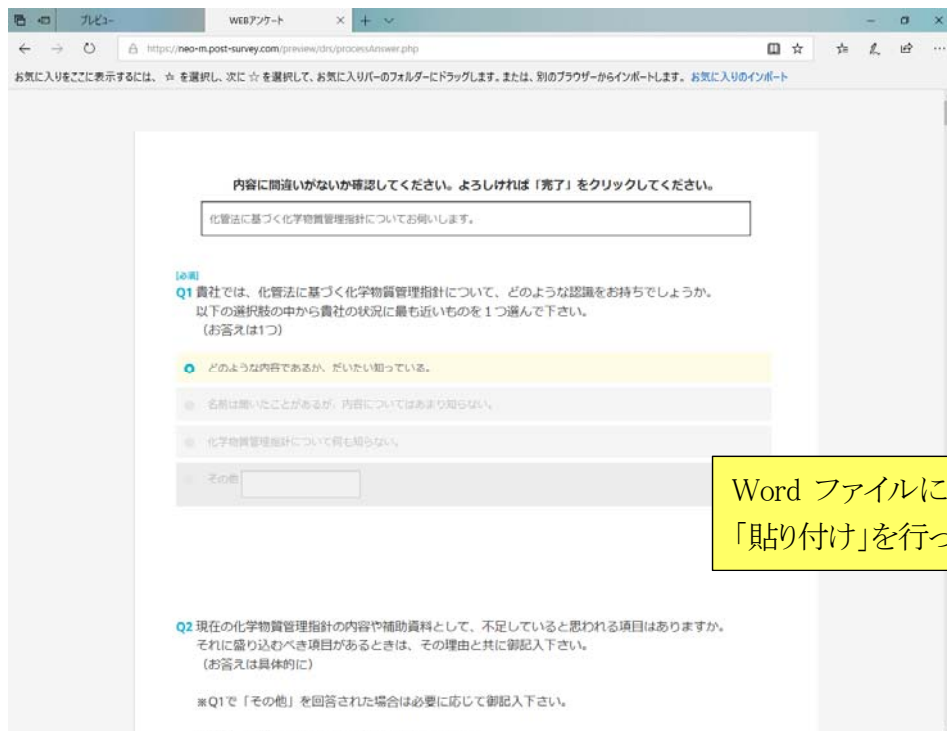 プレビュー
WEBアンケート
https://neo-m.post-survey.com/preview/drs/processAnswer.php
お気に入りをここに表示するには、☆ を選択し、次に ☆ を選択して、お気に入りバーのフォルダーにドラッグします。または、別のブラウザーからインポートします。 お気に入りのインポート
内容に間違いがないか確認してください。よろしければ「完了」をクリックしてください。
化管法に基づく化学物質管理指針についてお伺いします。
[必須]
Q1 貴社では、化管法に基づく化学物質管理指針について、どのような認識をお持ちでしょうか。
以下の選択肢の中から貴社の状況に最も近いものを１つ選んで下さい。
（お答えは1つ）
どのような内容であるか、だいたい知っている。
名前は聞いたことがあるが、内容についてはあまり知らない。
化学物質管理指針について何も知らない。
その他
Word ファイルに
「貼り付け」を行っ
Q2 現在の化学物質管理指針の内容や補助資料として、不足していると思われる項目はありますか。
それに盛り込むべき項目があるときは、その理由と共に御記入下さい。
（お答えは具体的に）
※Q1で「その他」を回答された場合は必要に応じて御記入下さい。